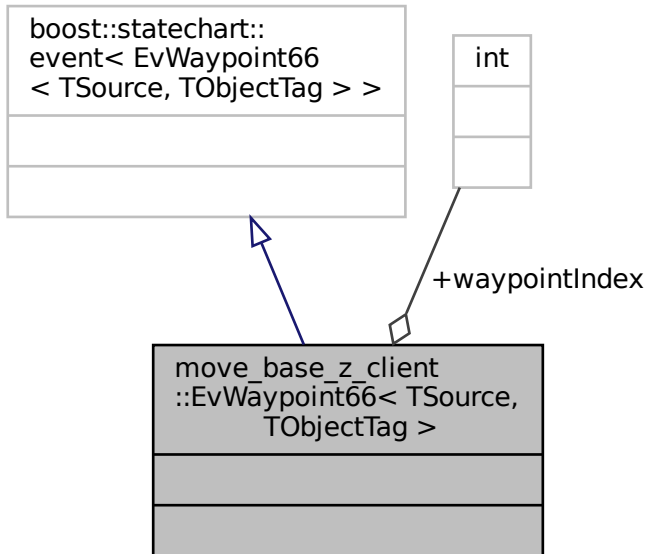 boost::statechart::
event< EvWaypoint66
< TSource, TObjectTag > >
int
+waypointIndex
move_base_z_client
::EvWaypoint66< TSource,
TObjectTag >